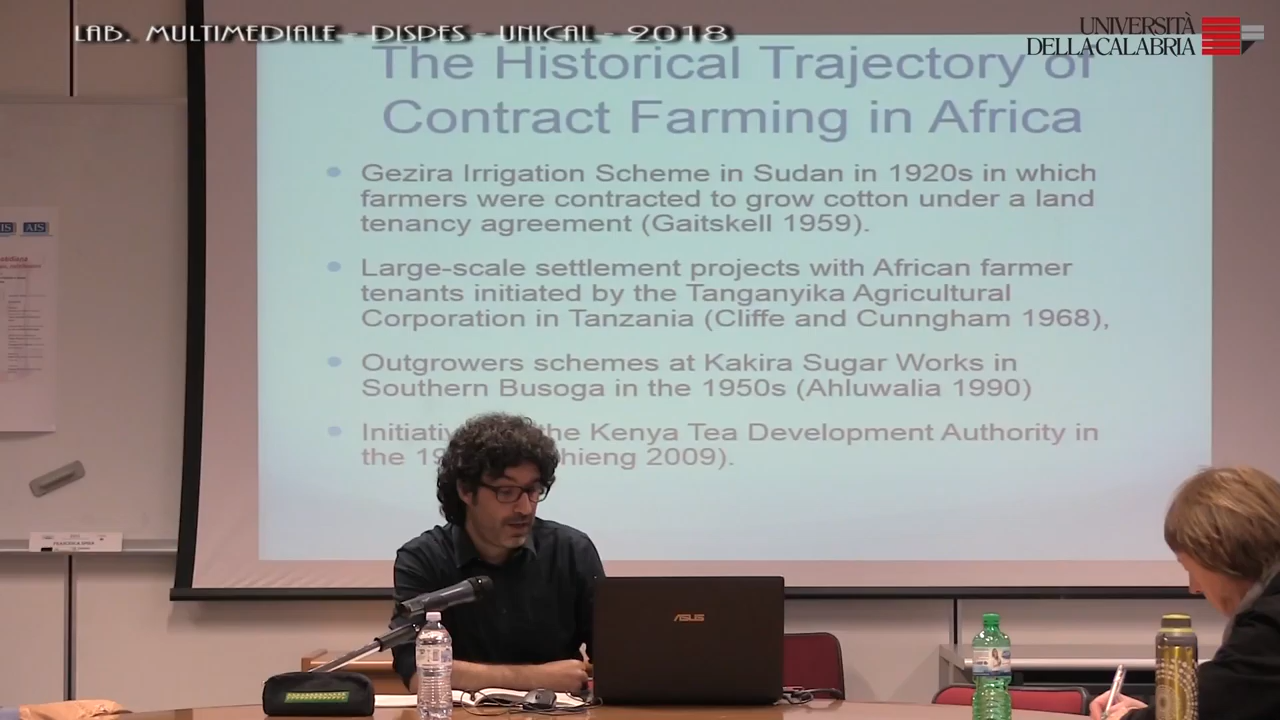 LAB. MULTIMEDIALE - DISPES - UNICAL - 2018
UNIVERSITÀ
DELLA CALABRIA
The Historical Trajectory of
Contract Farming in Africa
Gezira Irrigation Scheme in Sudan in 1920s in which
farmers were contracted to grow cotton under a land
tenancy agreement (Gaitskell 1959).
Large-scale settlement projects with African farmer
tenants initiated by the Tanganyika Agricultural
Corporation in Tanzania (Cliffe and Cunngham 1968),
Outgrowers schemes at Kakira Sugar Works in
Southern Busoga in the 1950s (Ahluwalia 1990)
the Kenya Tea Development Authority in
the 2009).
AIS
ASUS